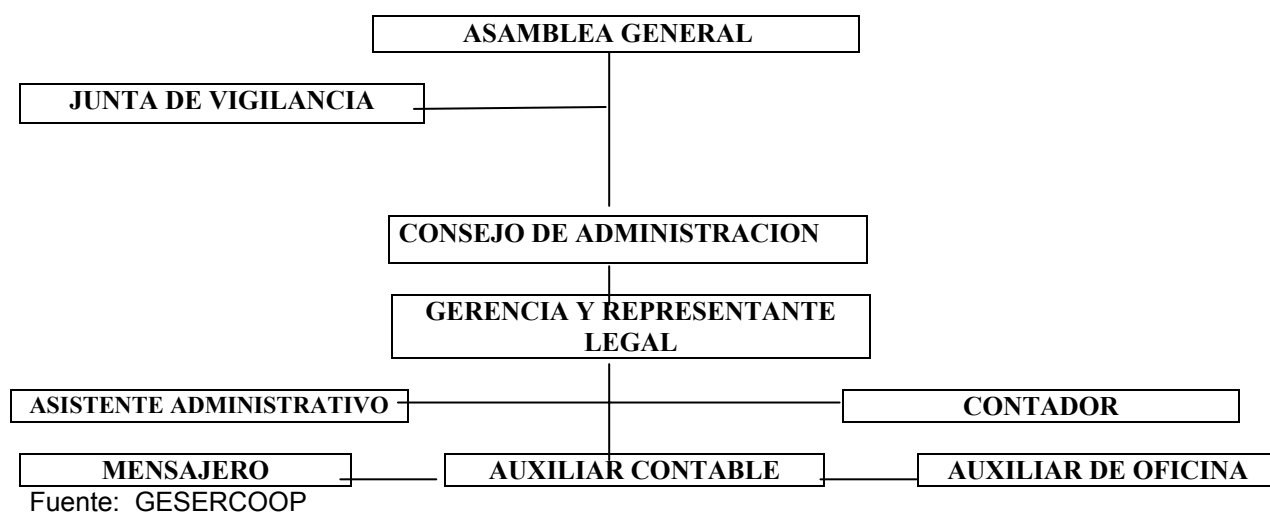 ASAMBLEA GENERAL
JUNTA DE VIGILANCIA
CONSEJO DE ADMINISTRACION
GERENCIA Y REPRESENTANTE
LEGAL
ASISTENTE ADMINISTRATIVO
CONTADOR
MENSAJERO
AUXILIAR CONTABLE
AUXILIAR DE OFICINA
Fuente: GESERCOOP